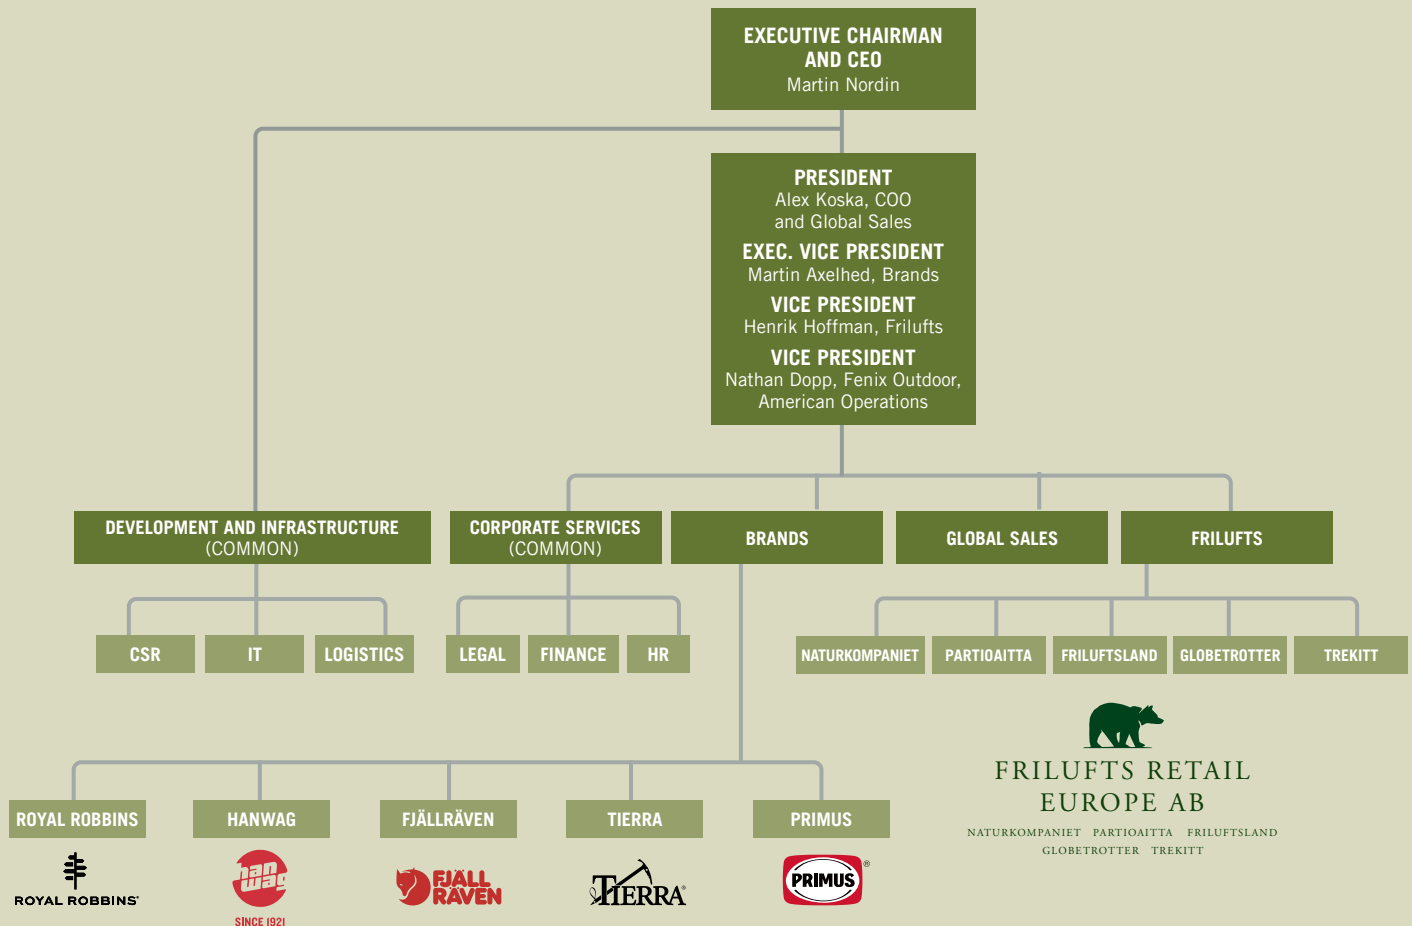 EXECUTIVE CHAIRMAN
AND CEO
Martin Nordin
PRESIDENT
Alex Koska, COO
and Global Sales
EXEC. VICE PRESIDENT
Martin Axelhed, Brands
VICE PRESIDENT
Henrik Hoffman, Frilufts
VICE PRESIDENT
Nathan Dopp, Fenix Outdoor,
American Operations
DEVELOPMENT AND INFRASTRUCTURE
(COMMON)
CORPORATE SERVICES
(COMMON)
BRANDS
GLOBAL SALES
FRILUFTS
CSR
IT
LOGISTICS
LEGAL
FINANCE
HR
NATURKOMPANIET
PARTIOAITTA
FRILUFTSLAND
GLOBETROTTER
TREKITT
FRILUFTS RETAIL
EUROPE AB
NATURKOMPANIET PARTIOAITTA FRILUFTSLAND
GLOBETROTTER TREKITT
ROYAL ROBBINS
HANWAG
FJÄLLRÄVEN
TIERRA
PRIMUS
ROYAL ROBBINS®
han
wag
SINCE 1921
FJÄLL
RÄVEN
TIERRA®
PRIMUS®